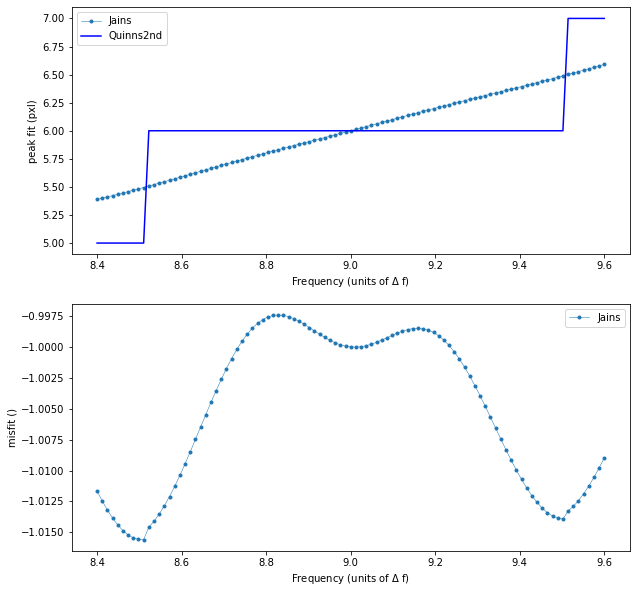 7.00
6.75
6.50
6.25
6.00
5.75
5.50
5.25
5.00
peak fit (pxl)
Jains
Quinns2nd
8.4 8.6 8.8 9.0 9.2 9.4 9.6
Frequency (units of Δ f)
−0.9975
−1.0000
−1.0025
−1.0050
−1.0075
−1.0100
−1.0125
−1.0150
misfit ()
Jains
8.4 8.6 8.8 9.0 9.2 9.4 9.6
Frequency (units of Δ f)